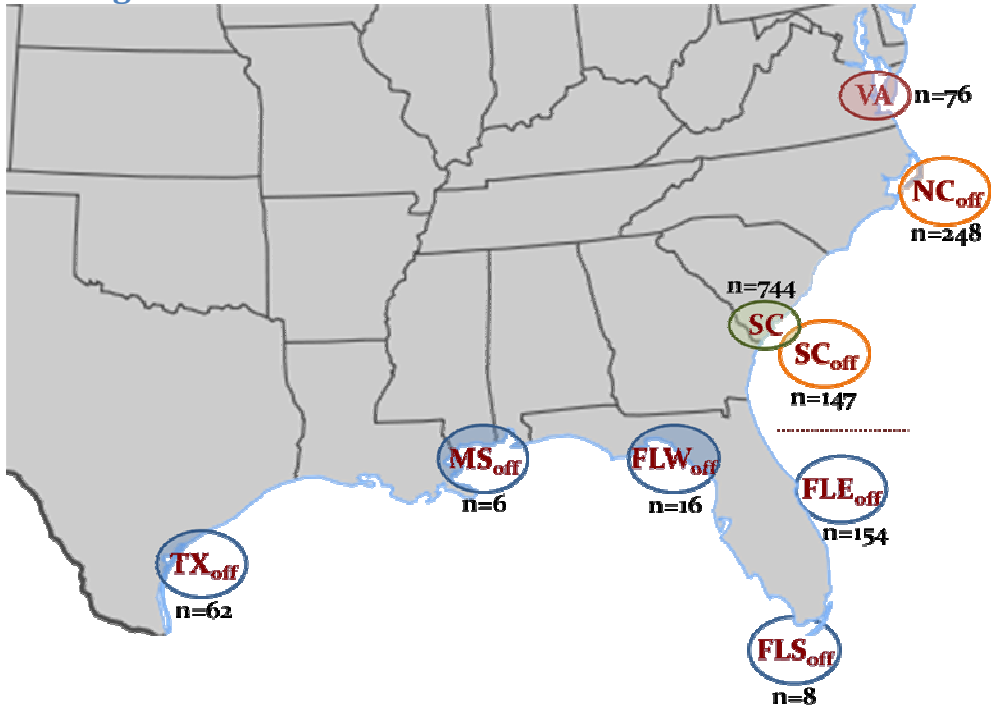 VA n=76
NCoff
n=248
n=744
SC
SCoff
n=147
MSoff
n=6
FLWoff
n=16
FLEoff
n=154
TXoff
n=62
FLSoff
n=8